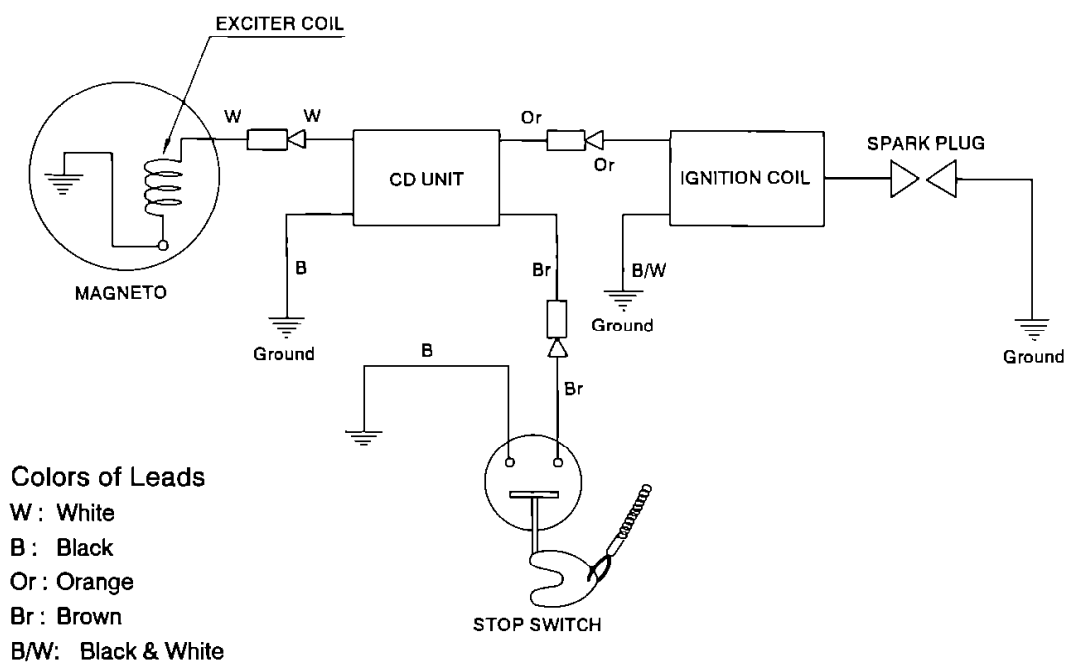 EXCITER COIL
W
W
Or
Or
SPARK PLUG
CD UNIT
IGNITION COIL
B
Br
B/W
MAGNETO
Ground
Ground
Ground
B
Br
Colors of Leads
W : White
B : Black
Or : Orange
Br : Brown
B/W: Black & White
STOP SWITCH